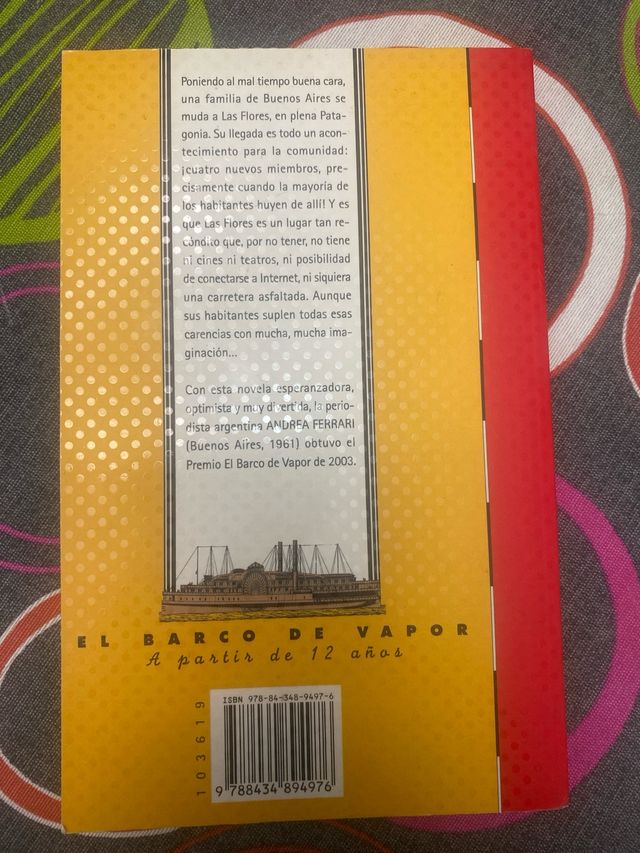 Poniendo al mal tiempo buena cara,
una familia de Buenos Aires se
muda a Las Flores, en plena Pata-
gonia. Su llegada es todo un acon-
tecimiento para la comunidad:
¡cuatro nuevos miembros, pre-
cisamente cuando la mayoría de
los habitantes huyen de allí! Y es
que Las Flores es un lugar tan re-
cóndito que, por no tener, no tiene
ni cines ni teatros, ni posibilidad
de conectarse a Internet, ni siquiera
una carretera asfaltada. Aunque
sus habitantes suplen todas esas
carencias con mucha, mucha ima-
ginación...
Con esta novela esperanzadora,
optimista y muy divertida, la perio-
dista argentina ANDREA FERRARI
(Buenos Aires, 1961) obtuvo el
Premio El Barco de Vapor de 2003.
EL BARCO DE VAPOR
A partir de 12 años
ISBN 978-84-348-9497-6
103619
9 788434 894976